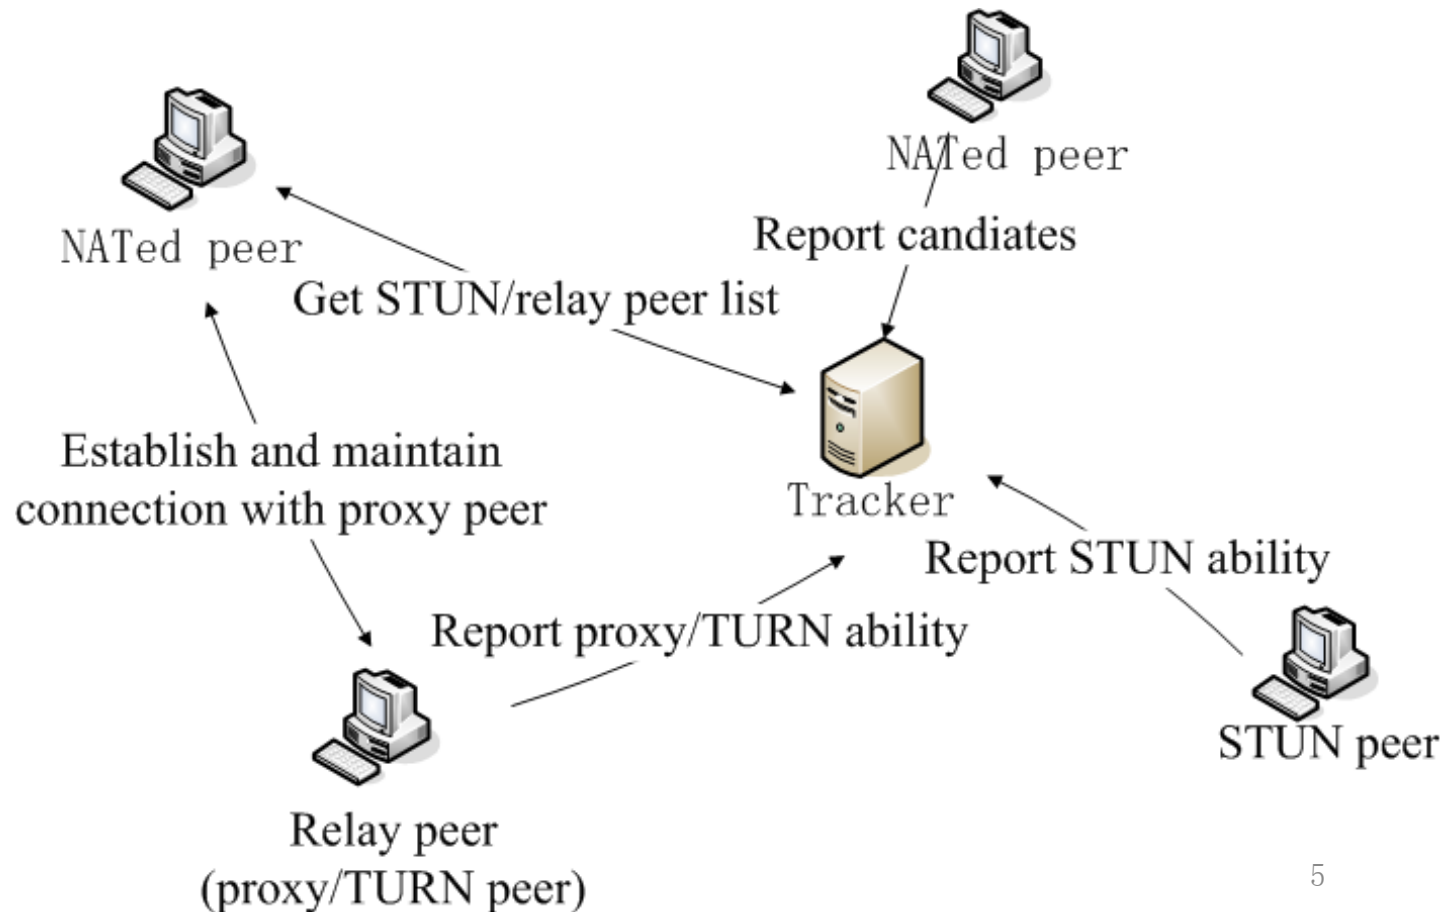 NATed peer
Report candiates
NATed peer
Get STUN/relay peer list
Establish and maintain
connection with proxy peer
Tracker
Report STUN ability
Report proxy/TURN ability
STUN peer
Relay peer
(proxy/TURN peer)
5